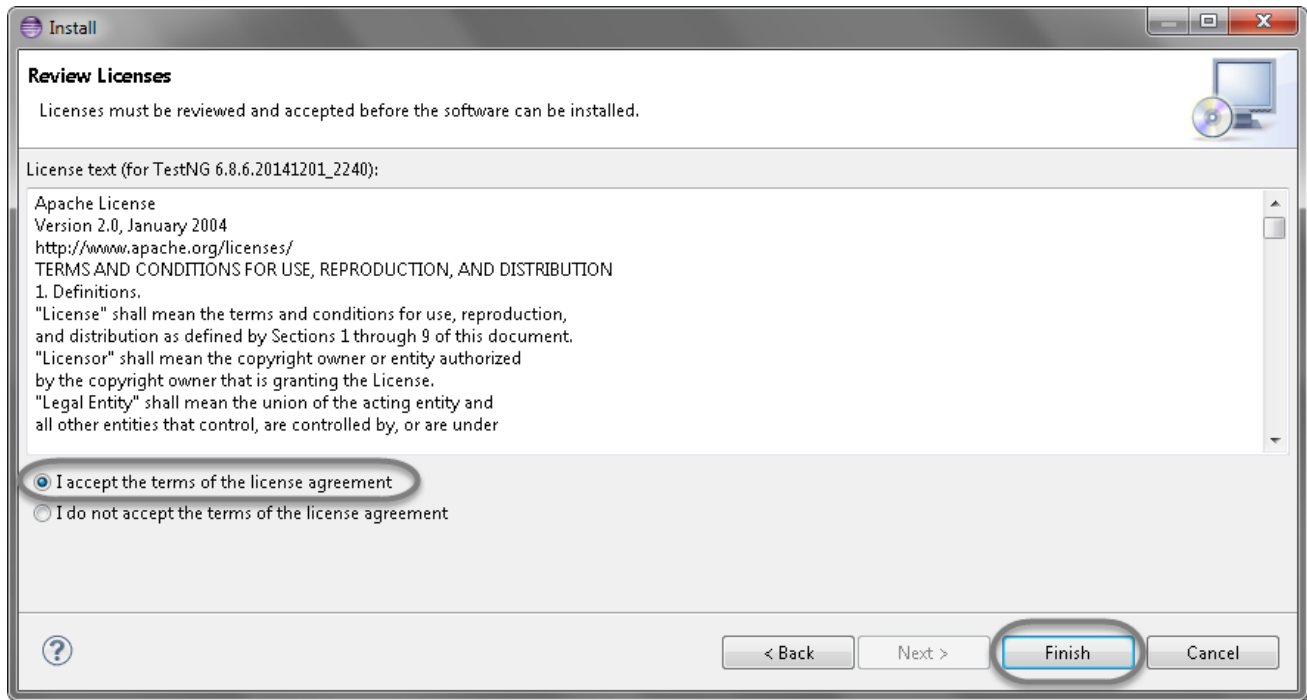 Install
Review Licenses
Licenses must be reviewed and accepted before the software can be installed.
License text (for TestNG 6.8.6.20141201_2240):
Apache License
Version 2.0, January 2004
http://www.apache.org/licenses/
TERMS AND CONDITIONS FOR USE, REPRODUCTION, AND DISTRIBUTION
1. Definitions.
"License" shall mean the terms and conditions for use, reproduction,
and distribution as defined by Sections 1 through 9 of this document.
"Licensor" shall mean the copyright owner or entity authorized
by the copyright owner that is granting the License.
"Legal Entity" shall mean the union of the acting entity and
all other entities that control, are controlled by, or are under
I accept the terms of the license agreement
I do not accept the terms of the license agreement
? < Back Next > Finish Cancel